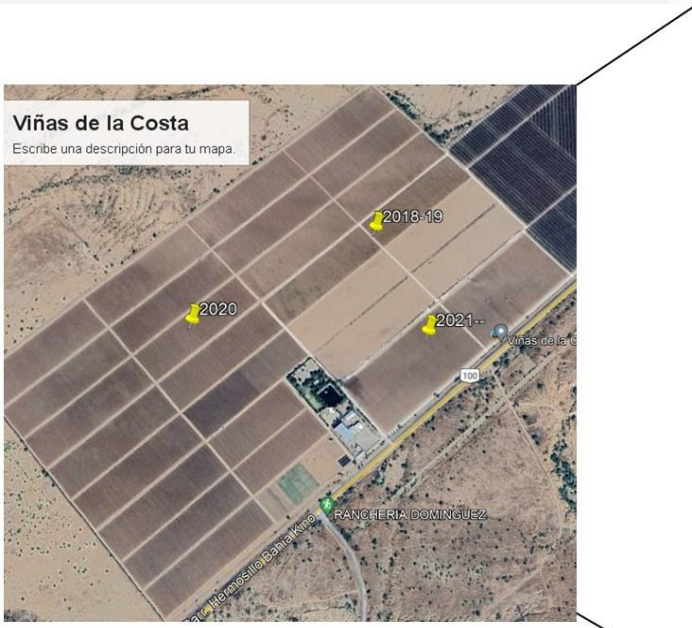 Viñas de la Costa
Escribe una descripción para tu mapa.
2018-19
2020
2021--
Viñas de la C
100
RANCHERIA DOMINGUEZ
Carr. Hermosillo Bahia Kino